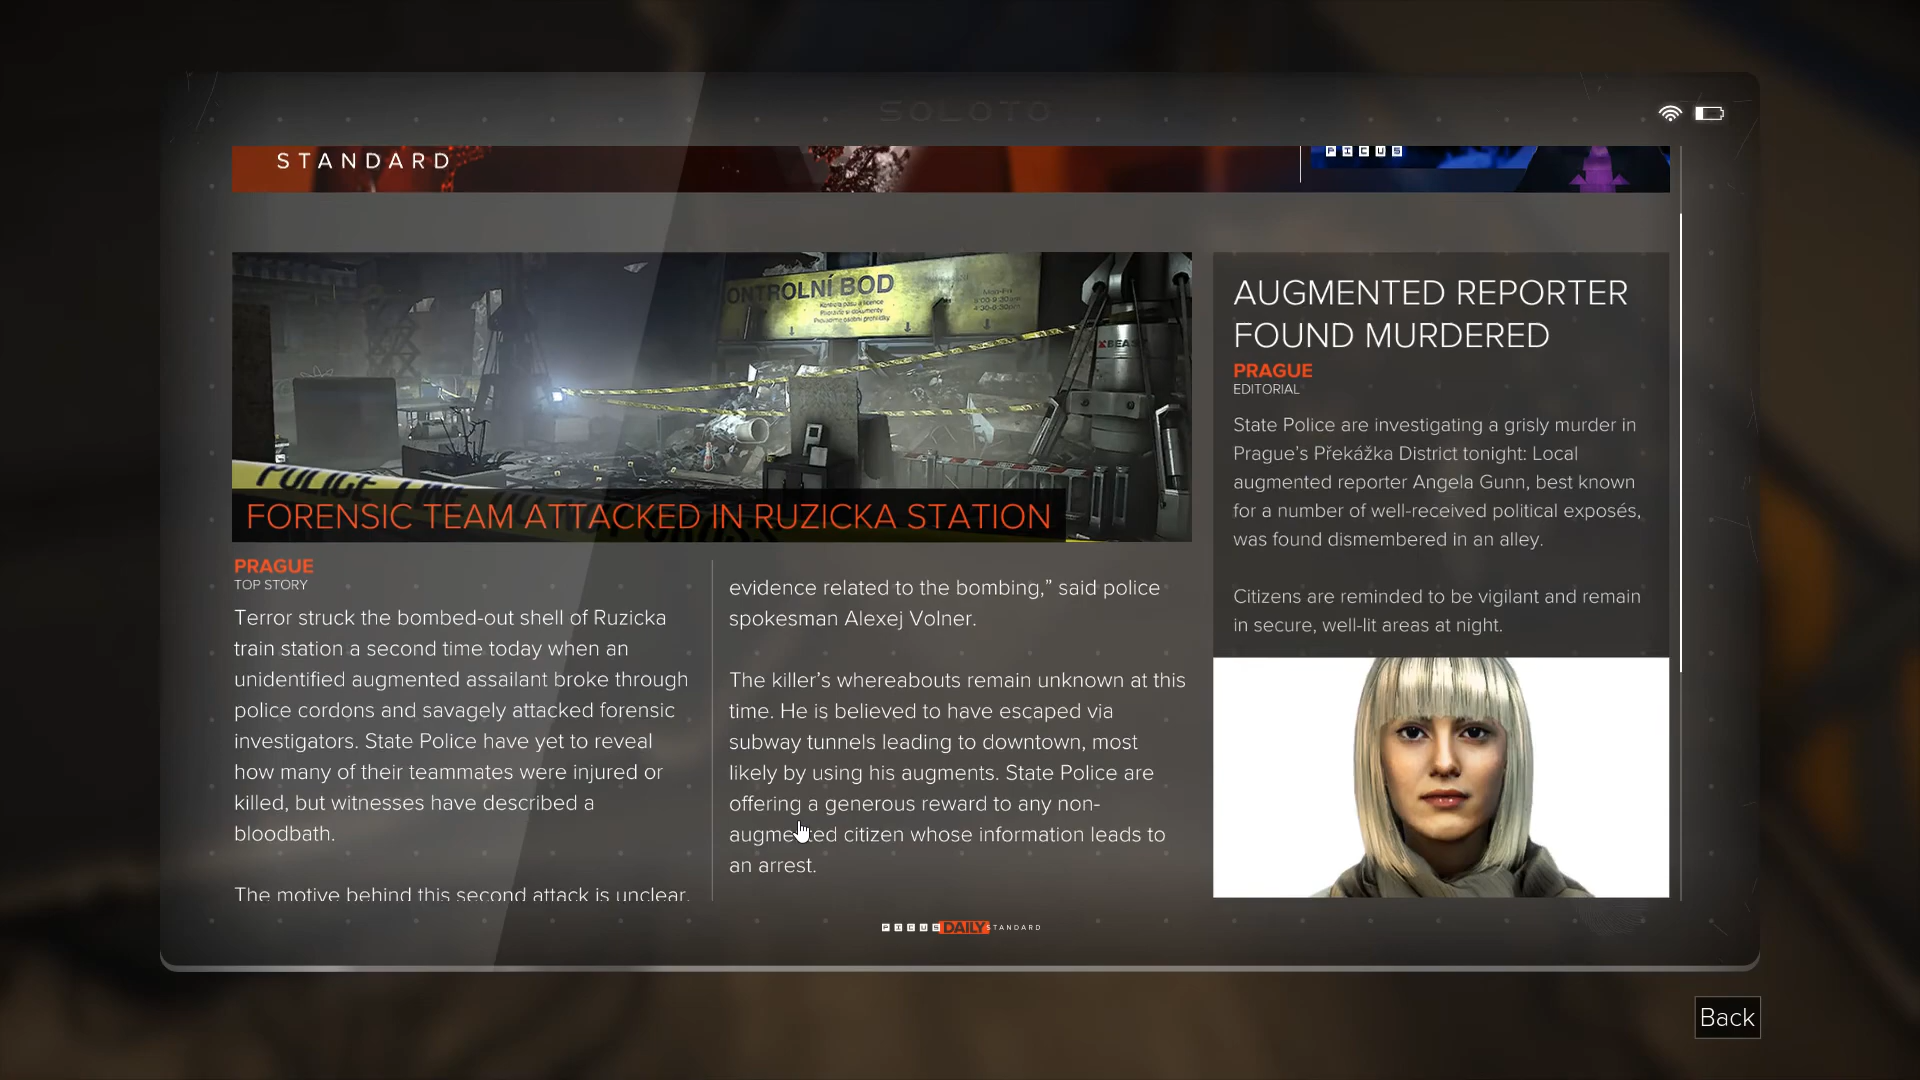 SOLOTO
STANDARD
PICUS
ONTROLNÍ BOD
BEAST
POLICE LINE DO NOT CROSS
FORENSIC TEAM ATTACKED IN RUZICKA STATION
PRAGUE
TOP STORY
Terror struck the bombed-out shell of Ruzicka
train station a second time today when an
unidentified augmented assailant broke through
police cordons and savagely attacked forensic
investigators. State Police have yet to reveal
how many of their teammates were injured or
killed, but witnesses have described a
bloodbath.
The motive behind this second attack is unclear.
evidence related to the bombing,” said police
spokesman Alexej Volner.
The killer’s whereabouts remain unknown at this
time. He is believed to have escaped via
subway tunnels leading to downtown, most
likely by using his augments. State Police are
offering a generous reward to any non-
augmented citizen whose information leads to
an arrest.
AUGMENTED REPORTER
FOUND MURDERED
PRAGUE
EDITORIAL
State Police are investigating a grisly murder in
Prague’s Překážka District tonight: Local
augmented reporter Angela Gunn, best known
for a number of well-received political exposés,
was found dismembered in an alley.
Citizens are reminded to be vigilant and remain
in secure, well-lit areas at night.
PICUS DAILY STANDARD
Back